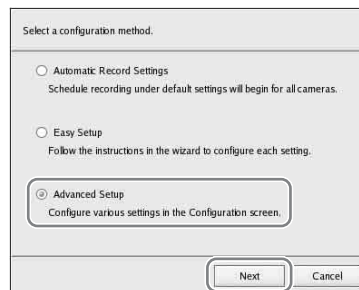 Select a configuration method.
Automatic Record Settings
Schedule recording under default settings will begin for all cameras.
Easy Setup
Follow the instructions in the wizard to configure each setting.
Advanced Setup
Configure various settings in the Configuration screen.
Next
Cancel